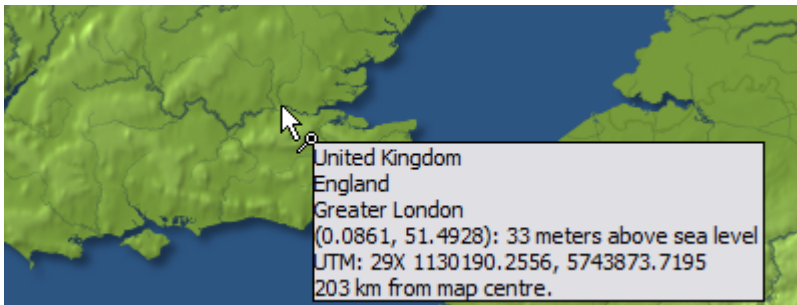 United Kingdom
England
Greater London
(0.0861, 51.4928): 33 meters above sea level
UTM: 29X 1130190.2556, 5743873.7195
203 km from map centre.